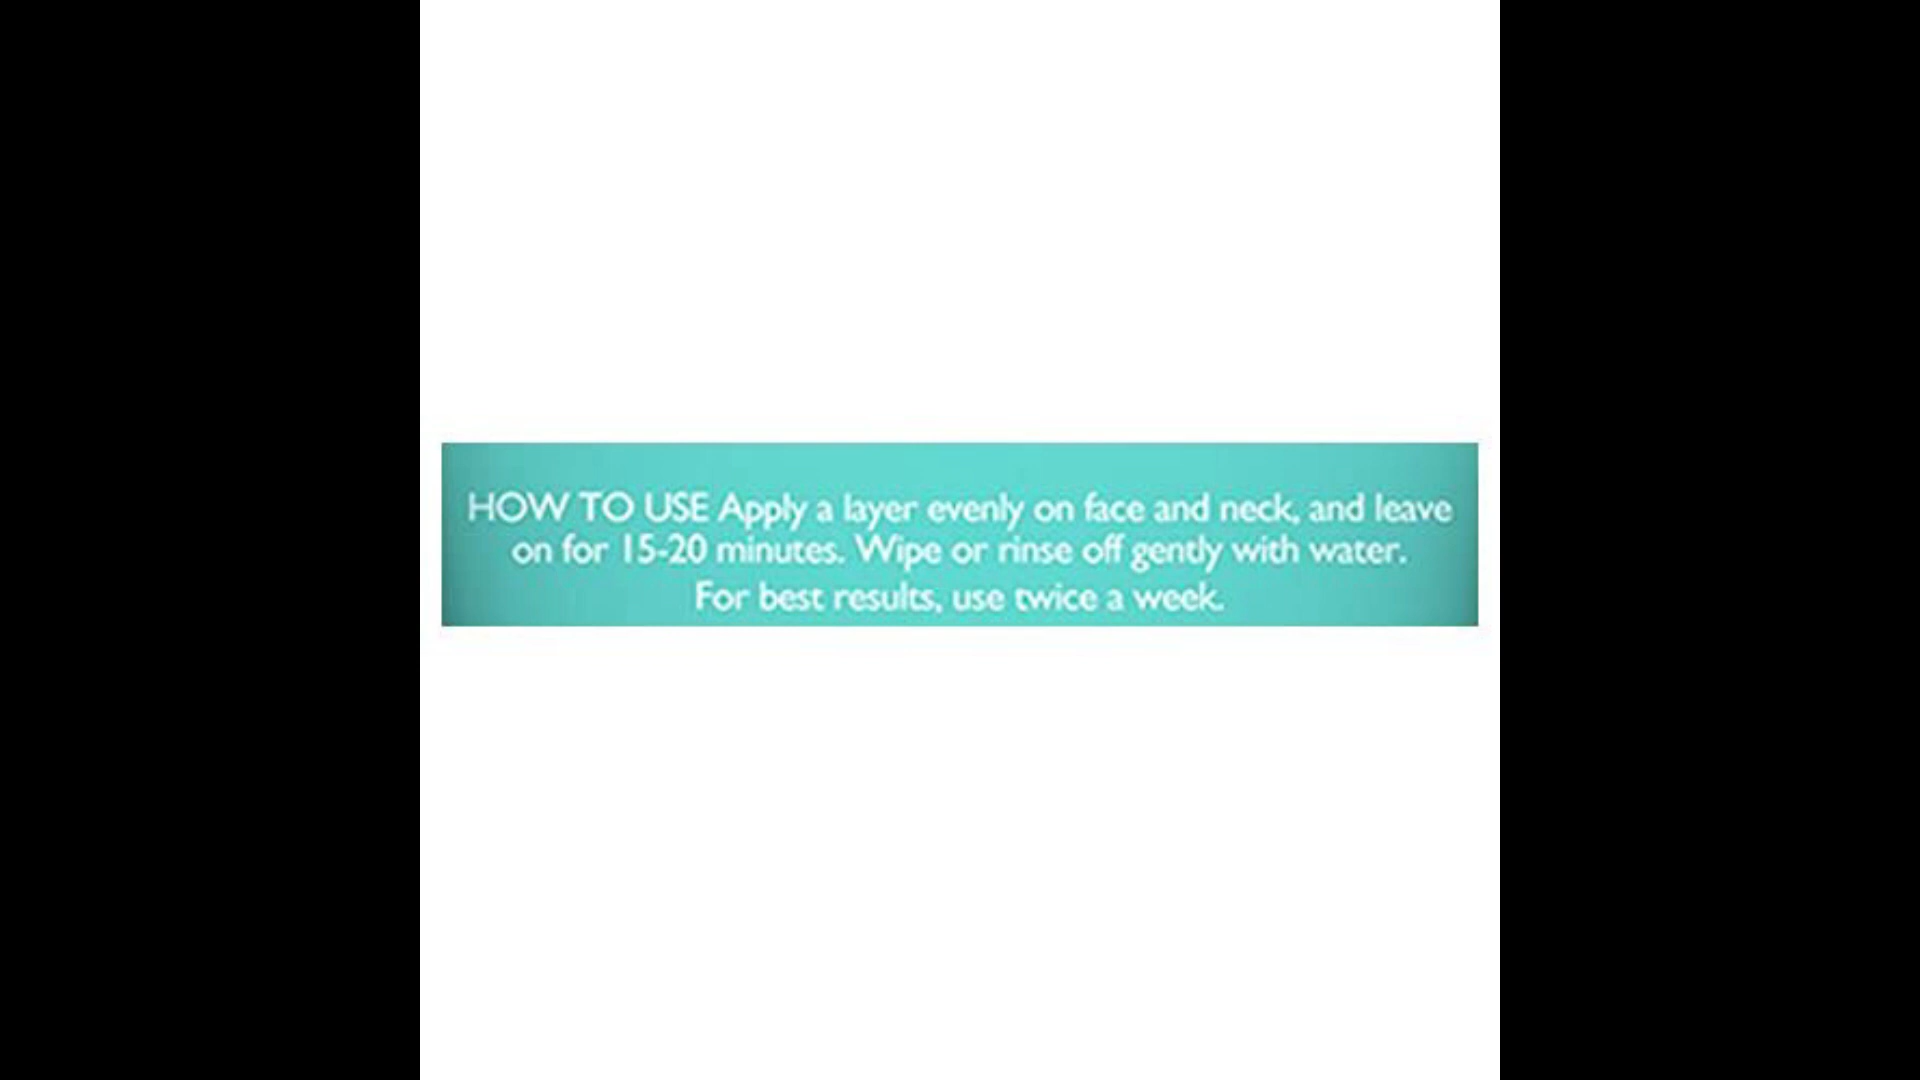 HOW TO USE Apply a layer evenly on face and neck, and leave
on for 15-20 minutes. Wipe or rinse off gently with water.
For best results, use twice a week.